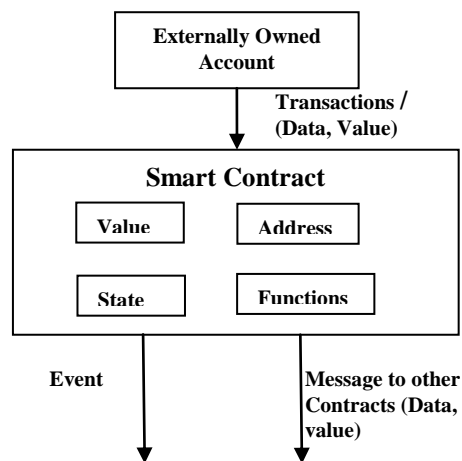 Externally Owned
Account
Transactions /
(Data, Value)
Smart Contract
Value
Address
State
Functions
Event
Message to other
Contracts (Data,
value)